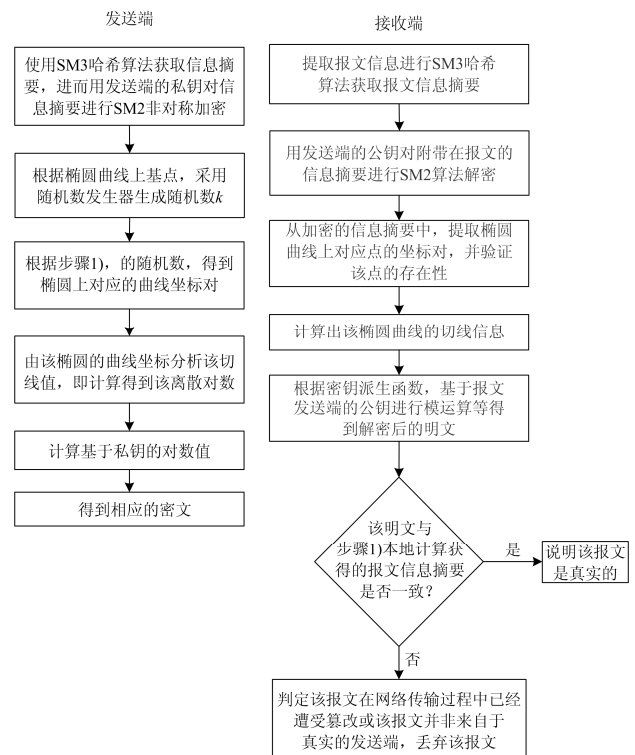 发送端
使用SM3哈希算法获取信息摘
要，进而用发送端的私钥对信
息摘要进行SM2非对称加密
根据椭圆曲线上基点，采用
随机数发生器生成随机数k
根据步骤1)，的随机数，得到
椭圆上对应的曲线坐标对
由该椭圆的曲线坐标分析该切
线值，即计算得到该离散对数
计算基于私钥的对数值
得到相应的密文
接收端
提取报文信息进行SM3哈希
算法获取报文信息摘要
用发送端的公钥对附带在报文的
信息摘要进行SM2算法解密
从加密的信息摘要中，提取椭圆
曲线上对应点的坐标对，并验证
该点的存在性
计算出该椭圆曲线的切线信息
根据密钥派生函数，基于报文
发送端的公钥进行模运算等得
到解密后的明文
该明文与
步骤1)本地计算获
得的报文信息摘要
是否一致？
是
说明该报文
是真实的
否
判定该报文在网络传输过程中已经
遭受篡改或该报文并非来自于
真实的发送端，丢弃该报文